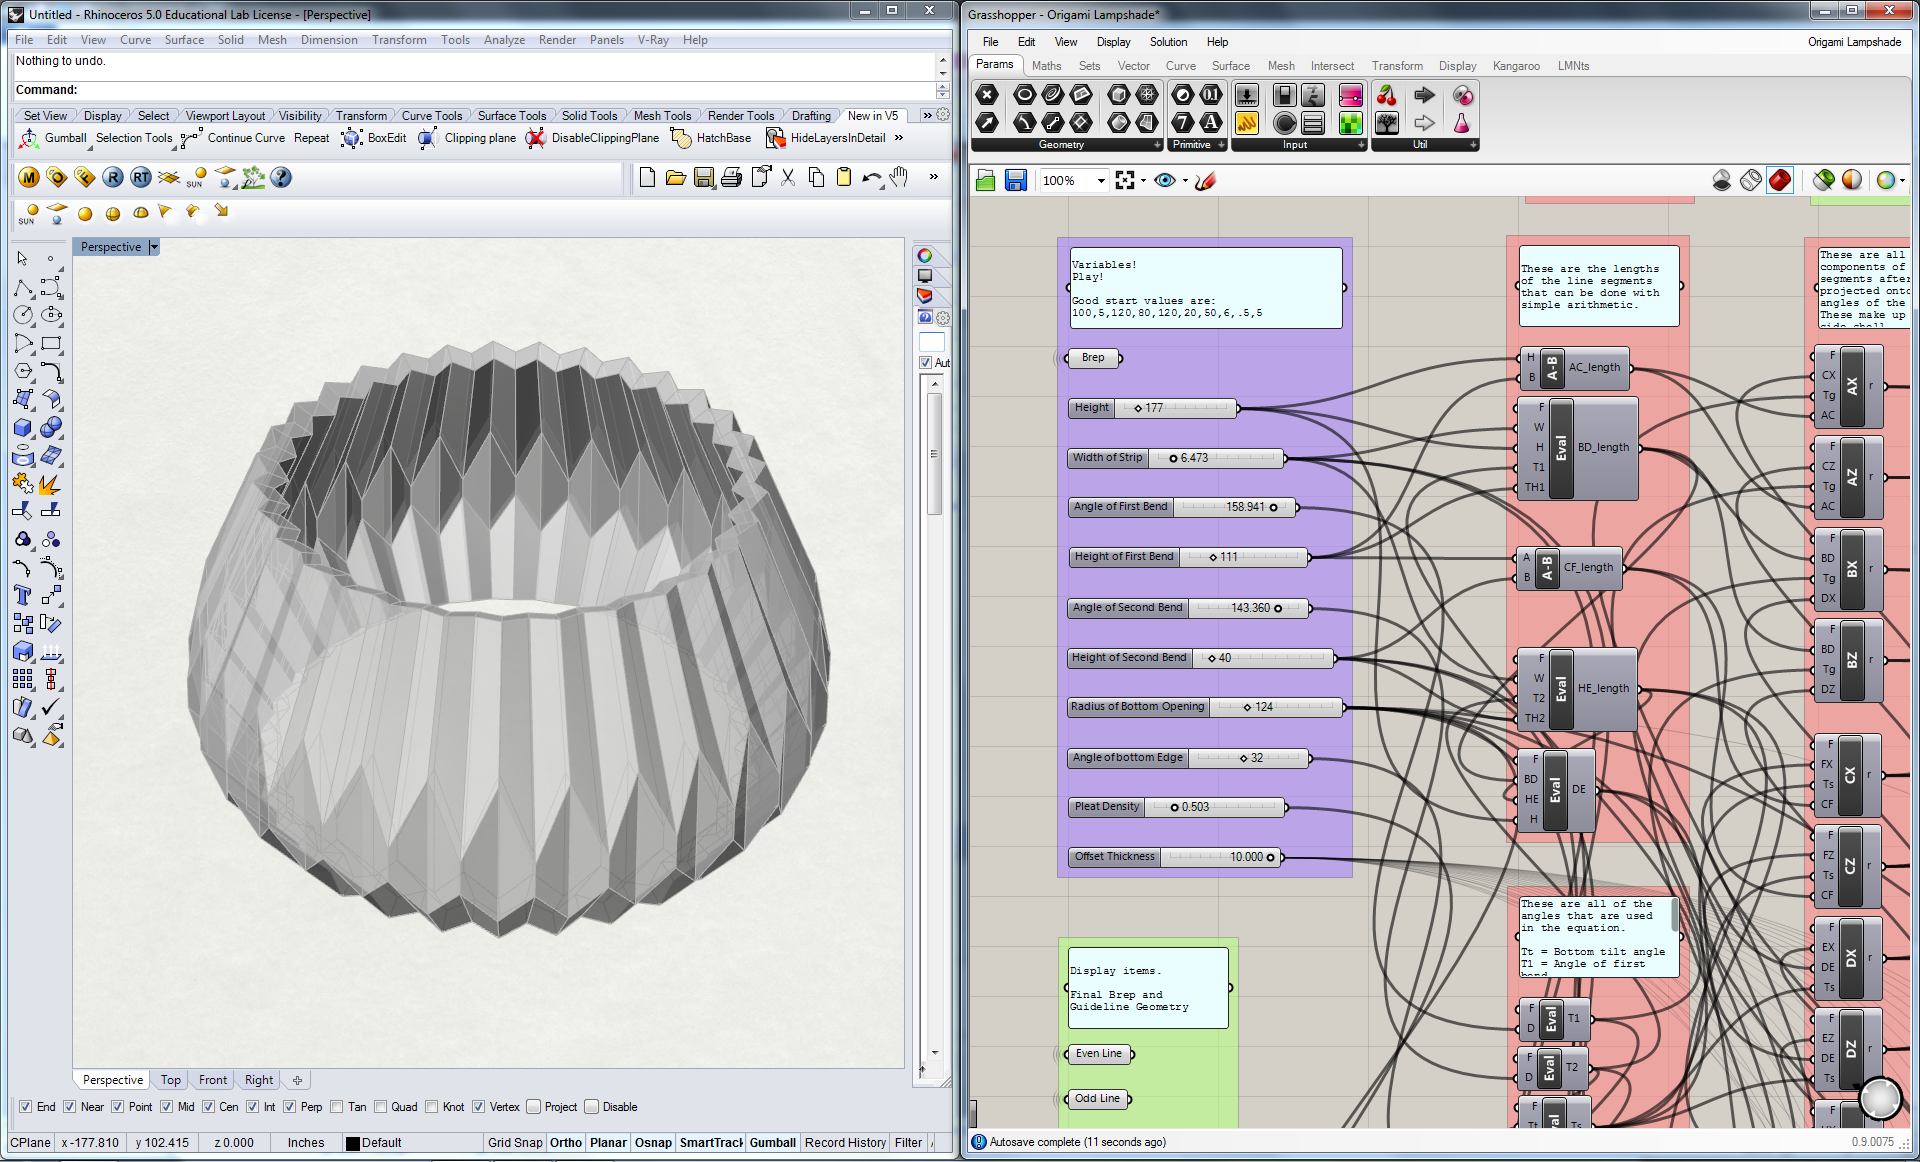 Untitled - Rhinoceros 5.0 Educational Lab License - [Perspective]
File Edit View Curve Surface Solid Mesh Dimension Transform Tools Analyze Render Panels V-Ray Help
Nothing to undo.
Command:
Set View Display Select Viewport Layout Visibility Transform Curve Tools Surface Tools Solid Tools Mesh Tools Render Tools Drafting New in V5 »
Gumball Selection Tools Continue Curve Repeat BoxEdit Clipping plane DisableClippingPlane HatchBase HideLayersInDetail »
M R RT SUN »
SUN
Perspective
Aut
Perspective Top Front Right
End Near Point Mid Cen Int Perp Tan Quad Knot Vertex Project Disable
CPlane x -177.810 y 102.415 z 0.000 Inches Default Grid Snap Ortho Planar Osnap SmartTrack Gumball Record History Filter
Grasshopper - Origami Lampshade*
File Edit View Display Solution Help Origami Lampshade
Params Maths Sets Vector Curve Surface Mesh Intersect Transform Display Kangaroo LMNts
Geometry Primitive Input Util
100%
Variables!
Play!
Good start values are:
100,5,120,80,120,20,50,6,.5,5
Brep
Height 177
Width of Strip 6.473
Angle of First Bend 158.941
Height of First Bend 111
Angle of Second Bend 143.360
Height of Second Bend 40
Radius of Bottom Opening 124
Angle of bottom Edge 32
Pleat Density 0.503
Offset Thickness 10.000
Display items.
Final Brep and
Guideline Geometry
Even Line
Odd Line
These are the lengths
of the line segments
that can be done with
simple arithmetic.
H B A-B AC_length
F W H T1 TH1 Eval BD_length
A B A-B CF_length
F W T2 TH2 Eval HE_length
F BD HE H Eval DE
These are all of the
angles that are used
in the equation.
Tt = Bottom tilt angle
T1 = Angle of first
bend
F D Eval T1
F D Eval T2
F Tt Ts
These are all
components of
segments after
projected onto
angles of the
These make up
side shell
F CX Tg AC AX r
F CZ Tg AC AZ r
F BD Tg DX BX r
F BD Tg DZ BZ r
F FX Ts CF CX r
F FZ Ts CF CZ r
F EX DE Ts DX r
F EZ DE Ts DZ r
F
Autosave complete (11 seconds ago)
0.9.0075